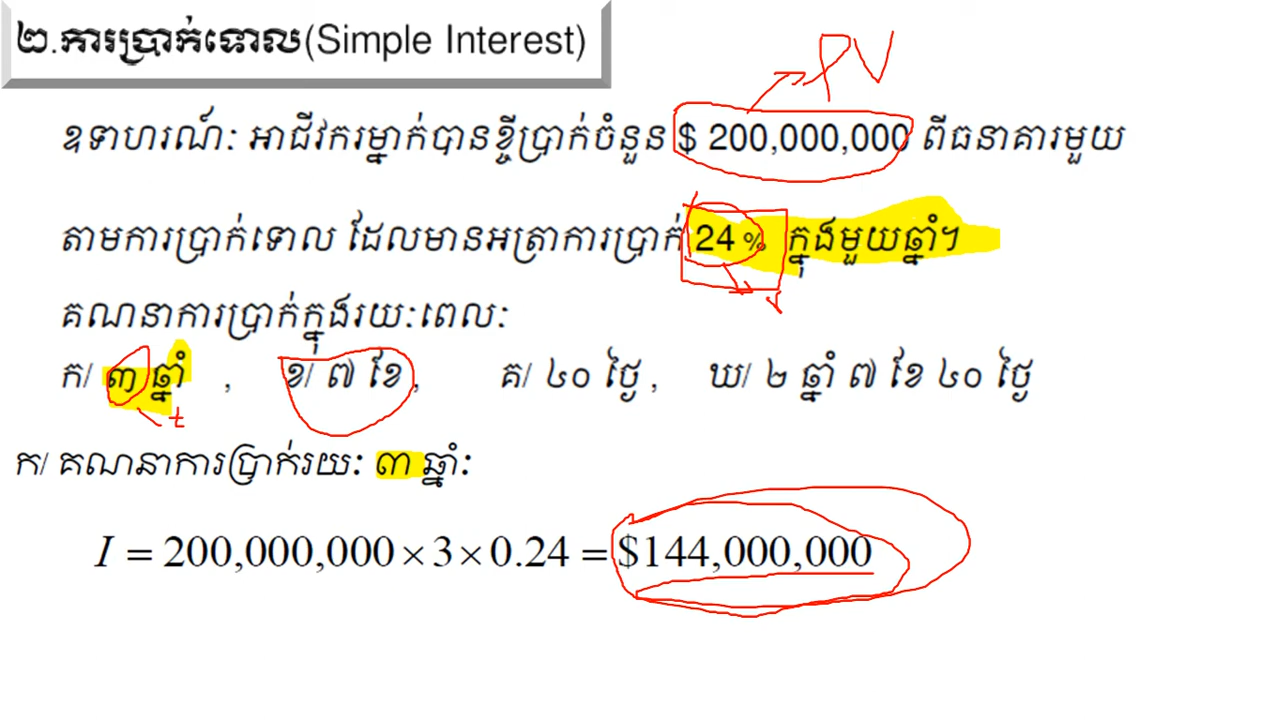 ២.ការប្រាក់ទោល(Simple Interest)
PV
ឧទាហរណ៍: អាជីវករម្នាក់បានខ្ចីប្រាក់ចំនួន $ 200,000,000 ពីធនាគារមួយ
តាមការប្រាក់ទោល ដែលមានអត្រាការប្រាក់ 24 % ក្នុងមួយឆ្នាំ។
r
គណនាការប្រាក់ក្នុងរយ:ពេល:
ក/ ៣ ឆ្នាំ , ខ/ ៧ ខែ , គ/ ៤០ ថ្ងៃ , ឃ/ ២ ឆ្នាំ ៧ ខែ ៤០ ថ្ងៃ
t
ក/ គណនាការប្រាក់រយ: ៣ ឆ្នាំ:
I = 200,000,000 × 3 × 0.24 = $144,000,000